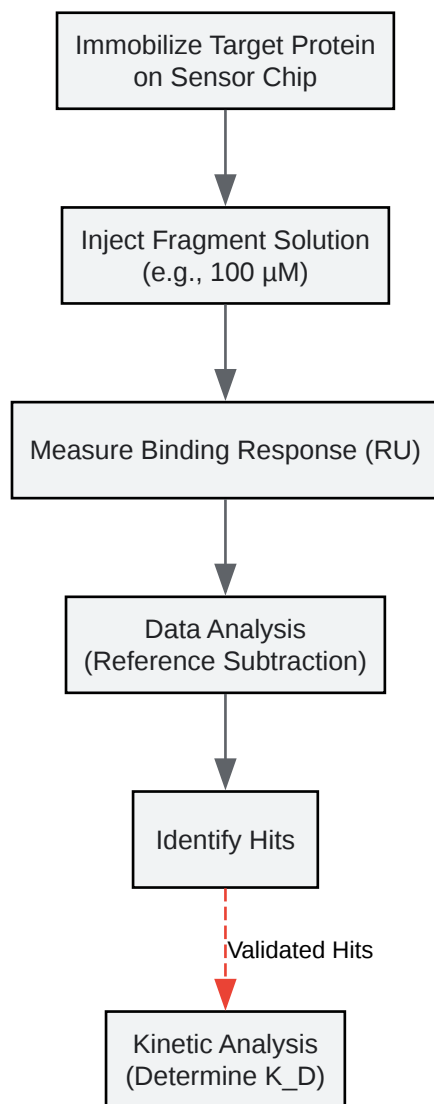 Immobilize Target Protein
on Sensor Chip
Inject Fragment Solution
(e.g., 100 µM)
Measure Binding Response (RU)
Data Analysis
(Reference Subtraction)
Identify Hits
Validated Hits
Kinetic Analysis
(Determine K_D)